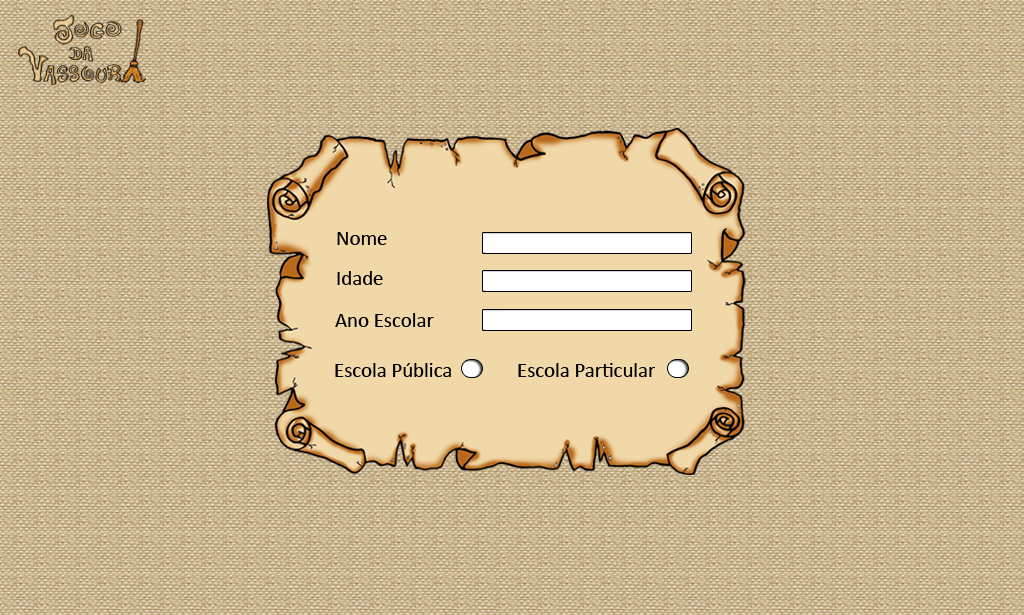 Jogo
da
Vassoura
Nome
Idade
Ano Escolar
Escola Pública Escola Particular